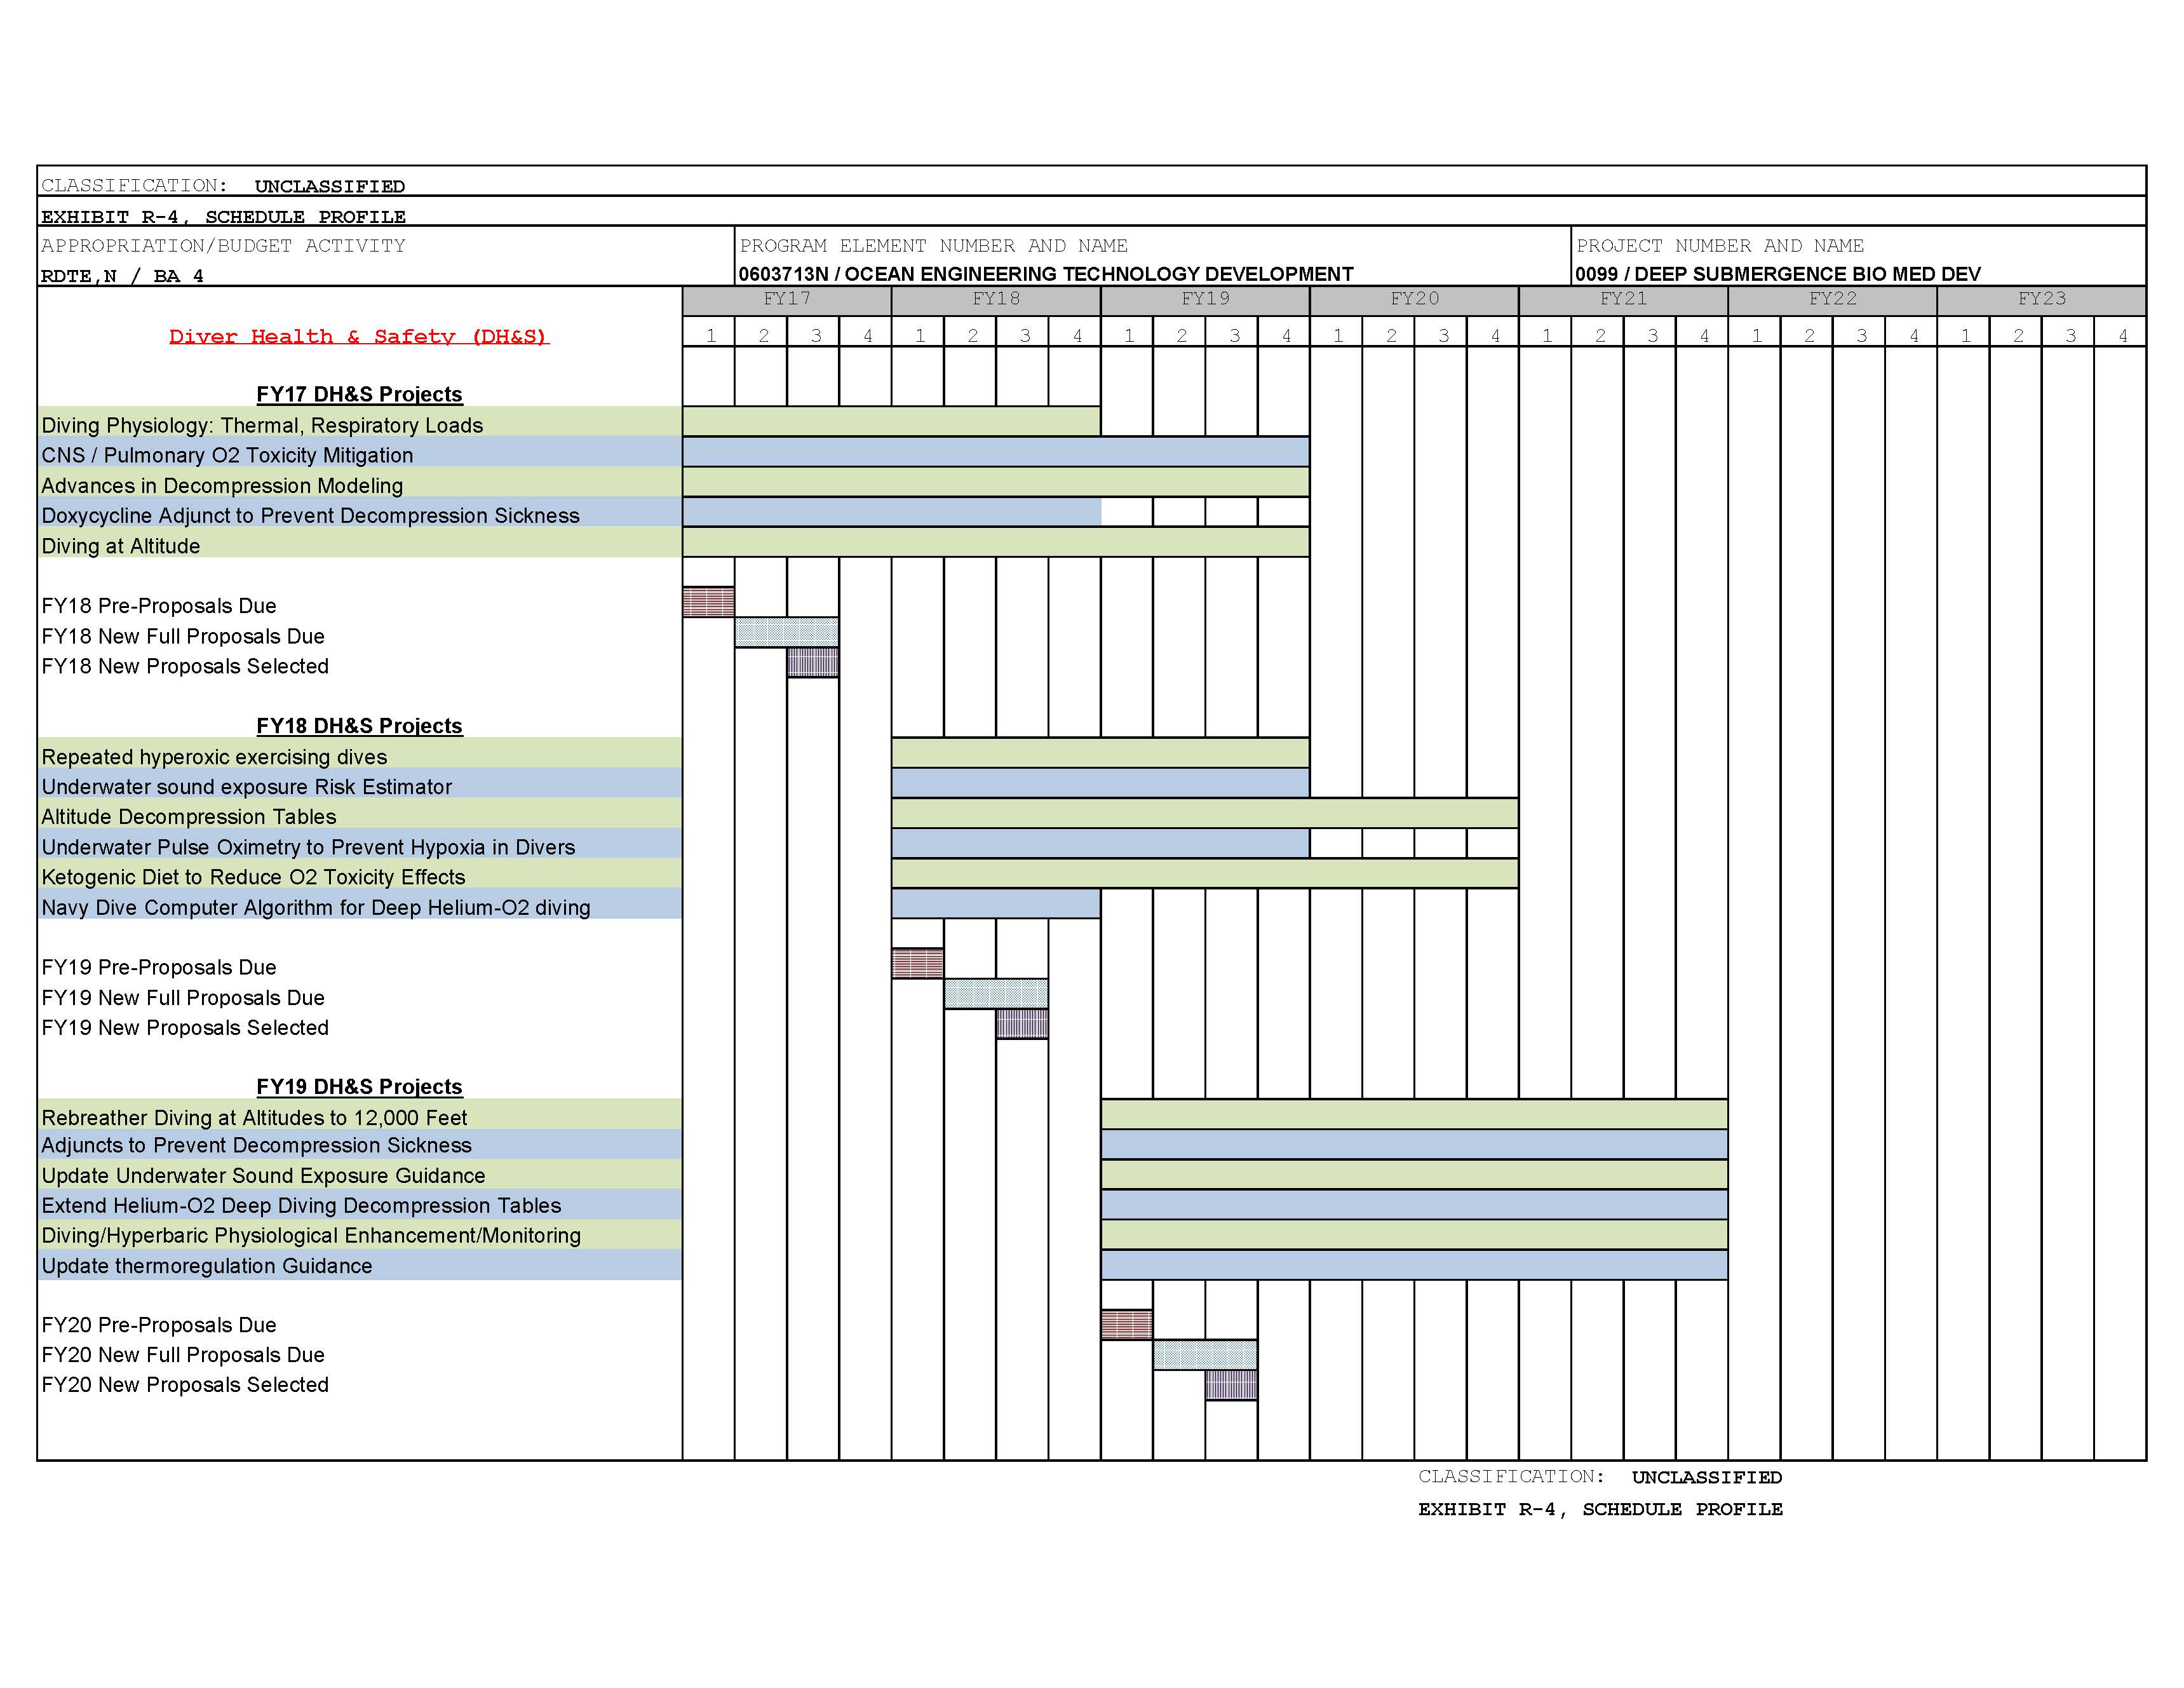 CLASSIFICATION: UNCLASSIFIED
EXHIBIT R-4, SCHEDULE PROFILE
APPROPRIATION/BUDGET ACTIVITY PROGRAM ELEMENT NUMBER AND NAME PROJECT NUMBER AND NAME
RDTE,N / BA 4 0603713N / OCEAN ENGINEERING TECHNOLOGY DEVELOPMENT 0099 / DEEP SUBMERGENCE BIO MED DEV
FY17 FY18 FY19 FY20 FY21 FY22 FY23
Diver Health & Safety (DH&S) 1 2 3 4 1 2 3 4 1 2 3 4 1 2 3 4 1 2 3 4 1 2 3 4 1 2 3 4
FY17 DH&S Projects
Diving Physiology: Thermal, Respiratory Loads
CNS / Pulmonary O2 Toxicity Mitigation
Advances in Decompression Modeling
Doxycycline Adjunct to Prevent Decompression Sickness
Diving at Altitude
FY18 Pre-Proposals Due
FY18 New Full Proposals Due
FY18 New Proposals Selected
FY18 DH&S Projects
Repeated hyperoxic exercising dives
Underwater sound exposure Risk Estimator
Altitude Decompression Tables
Underwater Pulse Oximetry to Prevent Hypoxia in Divers
Ketogenic Diet to Reduce O2 Toxicity Effects
Navy Dive Computer Algorithm for Deep Helium-O2 diving
FY19 Pre-Proposals Due
FY19 New Full Proposals Due
FY19 New Proposals Selected
FY19 DH&S Projects
Rebreather Diving at Altitudes to 12,000 Feet
Adjuncts to Prevent Decompression Sickness
Update Underwater Sound Exposure Guidance
Extend Helium-O2 Deep Diving Decompression Tables
Diving/Hyperbaric Physiological Enhancement/Monitoring
Update thermoregulation Guidance
FY20 Pre-Proposals Due
FY20 New Full Proposals Due
FY20 New Proposals Selected
CLASSIFICATION: UNCLASSIFIED
EXHIBIT R-4, SCHEDULE PROFILE